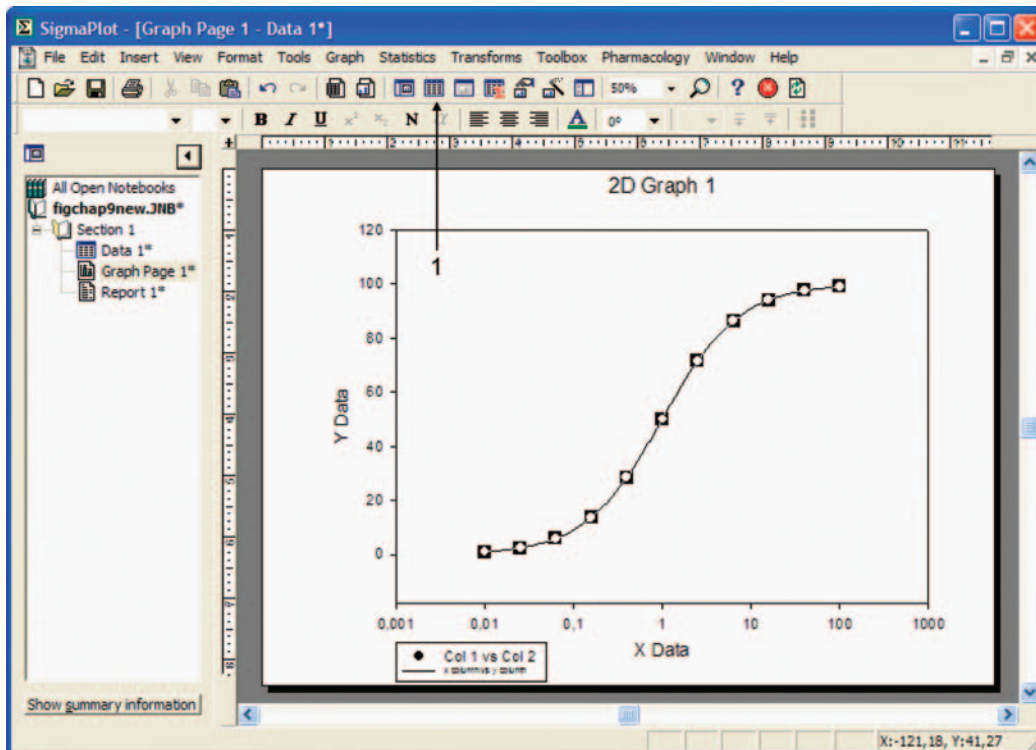 SigmaPlot - [Graph Page 1 - Data 1*]
File Edit Insert View Format Tools Graph Statistics Transforms Toolbox Pharmacology Window Help
50%
B I U N 0°
All Open Notebooks
figchap9new.JNB*
Section 1
Data 1*
Graph Page 1*
Report 1*
Show summary information
2D Graph 1
1
Y Data
120
100
80
60
40
20
0
0,001 0,01 0,1 1 10 100 1000
X Data
Col 1 vs Col 2
X:-121,18, Y:41,27